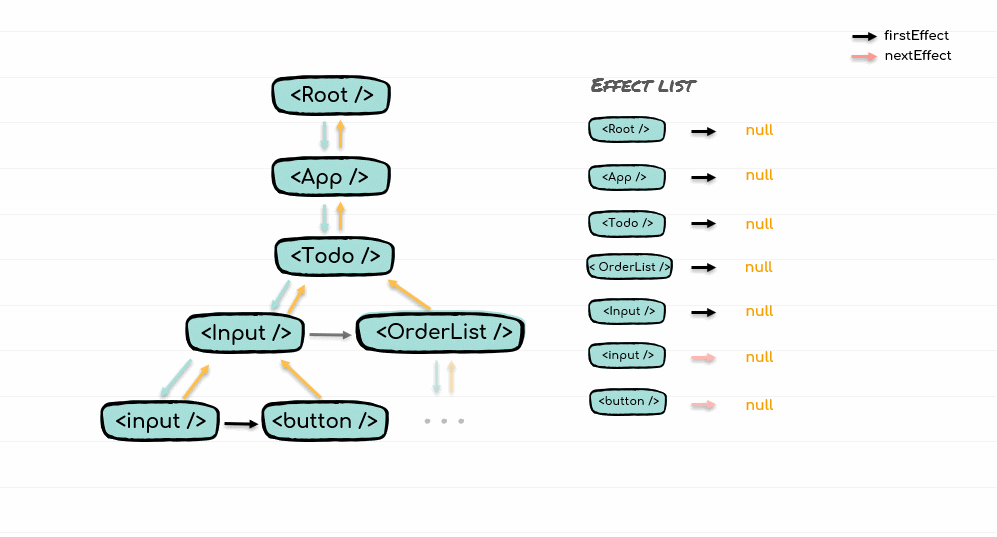 firstEffect
nextEffect
EFFECT LIST
<Root />
<App />
<Todo />
<Input />
<OrderList />
<input />
<button />
...
<Root /> null
<App /> null
<Todo /> null
< OrderList /> null
<Input /> null
<input /> null
<button /> null